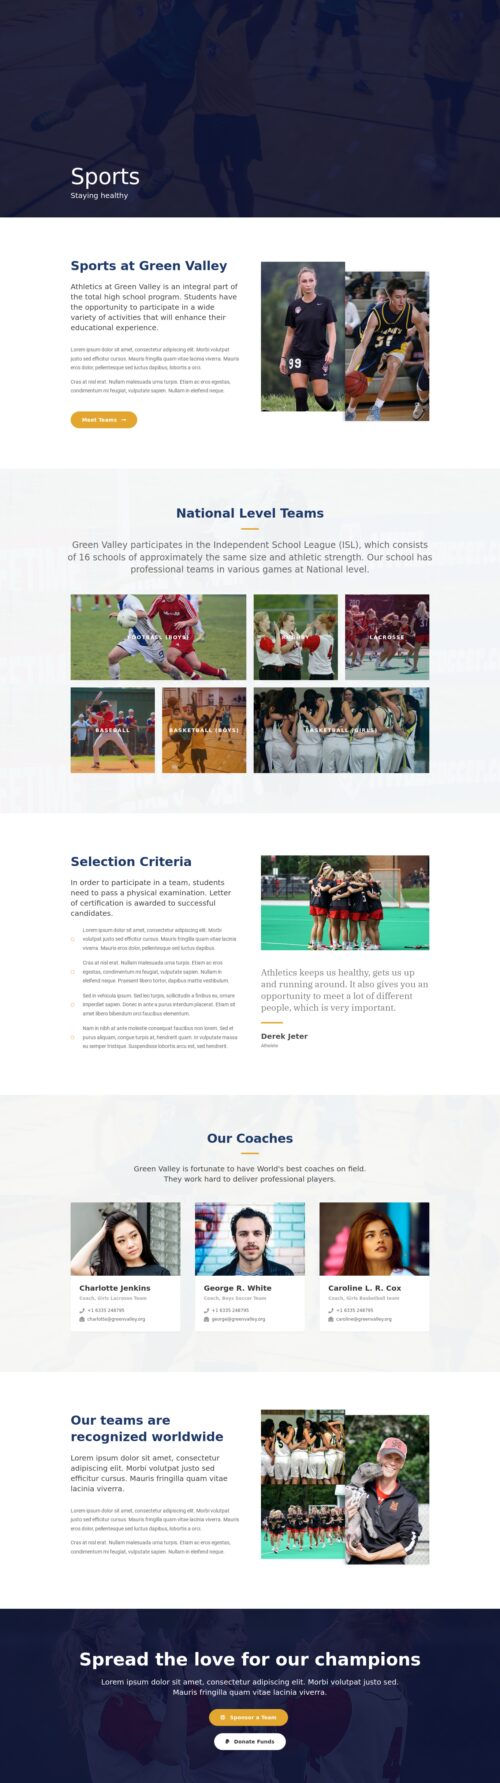 Sports
Staying healthy
Sports at Green Valley
Athletics at Green Valley is an integral part of
the total high school program. Students have
the opportunity to participate in a wide
variety of activities that will enhance their
educational experience.
Lorem ipsum dolor sit amet, consectetur adipiscing elit. Morbi volutpat
justo sed efficitur cursus. Mauris fringilla quam vitae lacinia viverra. Mauris
eros dolor, pellentesque sed luctus dapibus, lobortis a orci.
Cras at nisl erat. Nullam malesuada urna turpis. Etiam ac eros egestas,
condimentum mi feugiat, vulputate sapien. Nullam in eleifend neque.
Meet Teams →
99
54
National Level Teams
Green Valley participates in the Independent School League (ISL), which consists
of 16 schools of approximately the same size and athletic strength. Our school has
professional teams in various games at National level.
FOOTBALL (BOYS)
RUGBY
LACROSSE
BASEBALL
BASKETBALL (BOYS)
BASKETBALL (GIRLS)
Selection Criteria
In order to participate in a team, students
need to pass a physical examination. Letter
of certification is awarded to successful
candidates.
Lorem ipsum dolor sit amet, consectetur adipiscing elit. Morbi
volutpat justo sed efficitur cursus. Mauris fringilla quam vitae lacinia
viverra. Mauris eros dolor, pellentesque sed luctus dapibus.
Cras at nisl erat. Nullam malesuada urna turpis. Etiam ac eros
egestas, condimentum mi feugiat, vulputate sapien. Nullam in
eleifend neque. Praesent libero tortor, dapibus mattis vestibulum.
Sed in vehicula ipsum. Sed leo turpis, sollicitudin a finibus eu, ornare
imperdiet sapien. Donec in ante a purus interdum placerat. Etiam sit
amet libero bibendum orci faucibus elementum.
Nam in nibh at ante molestie consequat faucibus non lorem. Sed et
purus aliquam, congue turpis at, hendrerit quam. In vulputate massa
eu semper tristique. Suspendisse lobortis arcu est, sed hendrerit.
Athletics keeps us healthy, gets us up
and running around. It also gives you an
opportunity to meet a lot of different
people, which is very important.
Derek Jeter
Athelete
Our Coaches
Green Valley is fortunate to have World's best coaches on field.
They work hard to deliver professional players.
Charlotte Jenkins
Coach, Girls Lacrosse Team
+1 6335 248795
charlotte@greenvalley.org
George R. White
Coach, Boys Soccer Team
+1 6335 248795
george@greenvalley.org
Caroline L. R. Cox
Coach, Girls Basketball team
+1 6335 248795
caroline@greenvalley.org
Our teams are
recognized worldwide
Lorem ipsum dolor sit amet, consectetur
adipiscing elit. Morbi volutpat justo sed
efficitur cursus. Mauris fringilla quam vitae
lacinia viverra.
Lorem ipsum dolor sit amet, consectetur adipiscing elit. Morbi volutpat
justo sed efficitur cursus. Mauris fringilla quam vitae lacinia viverra. Mauris
eros dolor, pellentesque sed luctus dapibus, lobortis a orci.
Cras at nisl erat. Nullam malesuada urna turpis. Etiam ac eros egestas,
condimentum mi feugiat, vulputate sapien. Nullam in eleifend neque.
Spread the love for our champions
Lorem ipsum dolor sit amet, consectetur adipiscing elit. Morbi volutpat justo sed.
Mauris fringilla quam vitae lacinia viverra.
Sponsor a Team
Donate Funds